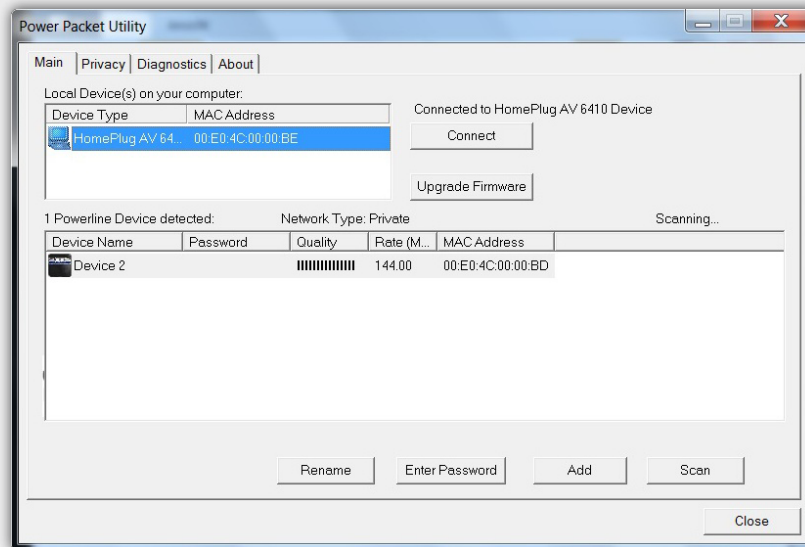 Power Packet Utility
Main Privacy Diagnostics About
Local Device(s) on your computer:
Device Type MAC Address
HomePlug AV 64... 00:E0:4C:00:00:BE
Connected to HomePlug AV 6410 Device
Connect
Upgrade Firmware
1 Powerline Device detected: Network Type: Private Scanning...
Device Name Password Quality Rate (M... MAC Address
Device 2 144.00 00:E0:4C:00:00:BD
Rename Enter Password Add Scan
Close